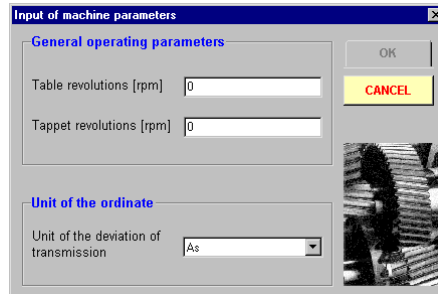 Input of machine parameters
General operating parameters
Table revolutions [rpm] 0
Tappet revolutions [rpm] 0
OK
CANCEL
Unit of the ordinate
Unit of the deviation of
transmission
As